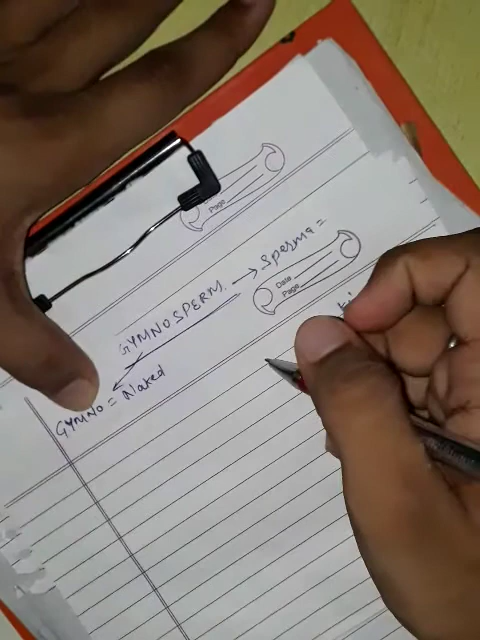 Page
GYMNOSPERM. → Sperma =
Date
Page
GYMNO = Naked